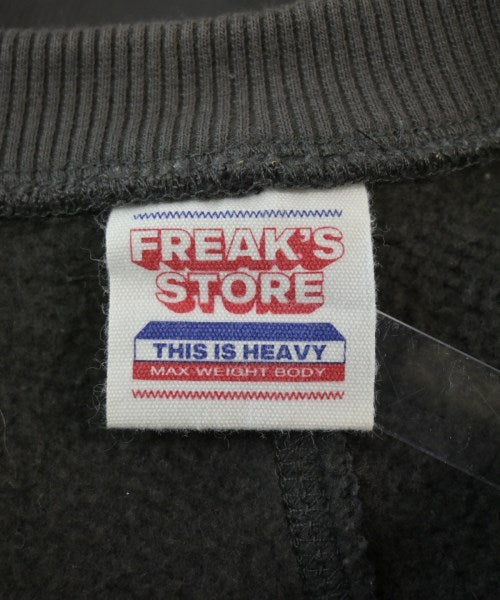 FREAK'S
STORE
THIS IS HEAVY
MAX WEIGHT BODY